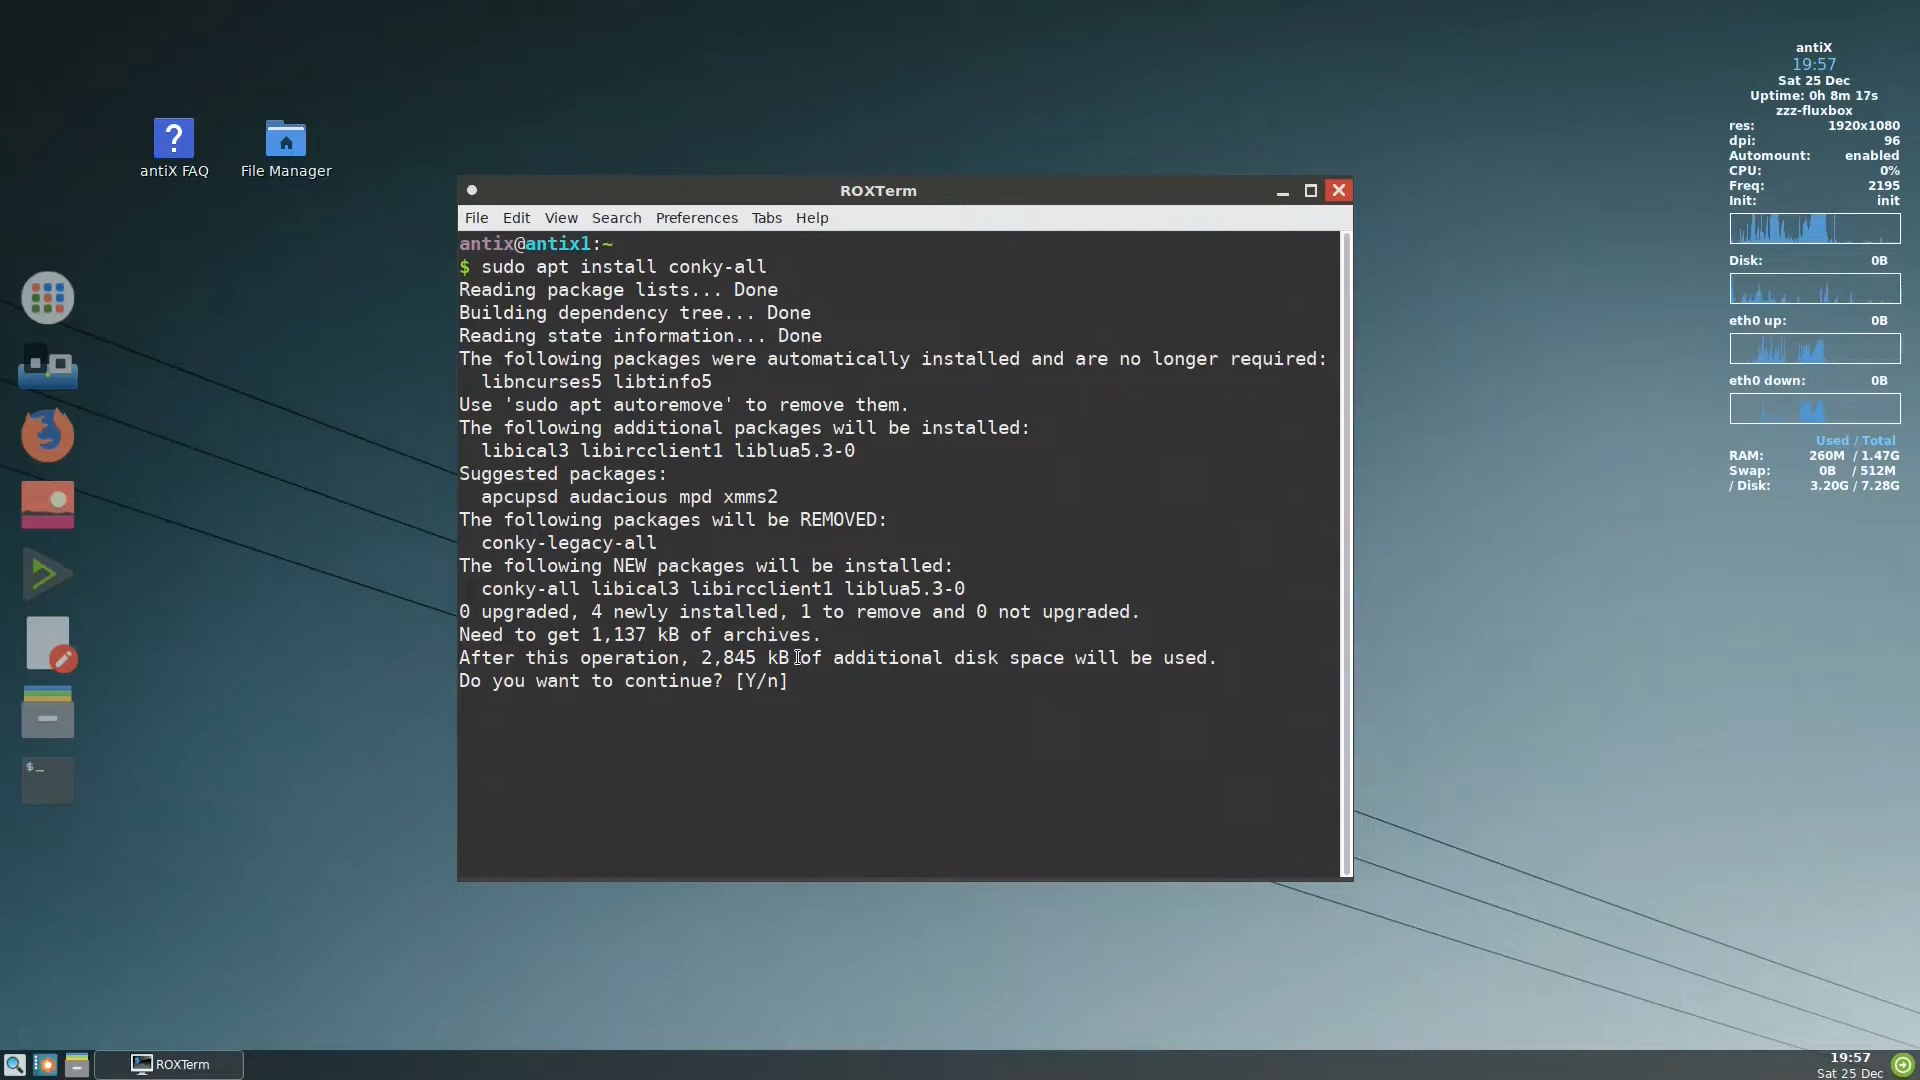 antiX FAQ
File Manager
ROXTerm
File Edit View Search Preferences Tabs Help
antix@antix1:~
$ sudo apt install conky-all
Reading package lists... Done
Building dependency tree... Done
Reading state information... Done
The following packages were automatically installed and are no longer required:
  libncurses5 libtinfo5
Use 'sudo apt autoremove' to remove them.
The following additional packages will be installed:
  libical3 libircclient1 liblua5.3-0
Suggested packages:
  apcupsd audacious mpd xmms2
The following packages will be REMOVED:
  conky-legacy-all
The following NEW packages will be installed:
  conky-all libical3 libircclient1 liblua5.3-0
0 upgraded, 4 newly installed, 1 to remove and 0 not upgraded.
Need to get 1,137 kB of archives.
After this operation, 2,845 kB of additional disk space will be used.
Do you want to continue? [Y/n]
antiX
19:57
Sat 25 Dec
Uptime: 0h 8m 17s
zzz-fluxbox
res: 1920x1080
dpi: 96
Automount: enabled
CPU: 0%
Freq: 2195
Init: init
Disk: 0B
eth0 up: 0B
eth0 down: 0B
Used / Total
RAM: 260M / 1.47G
Swap: 0B / 512M
/ Disk: 3.20G / 7.28G
$_
ROXTerm
19:57
Sat 25 Dec